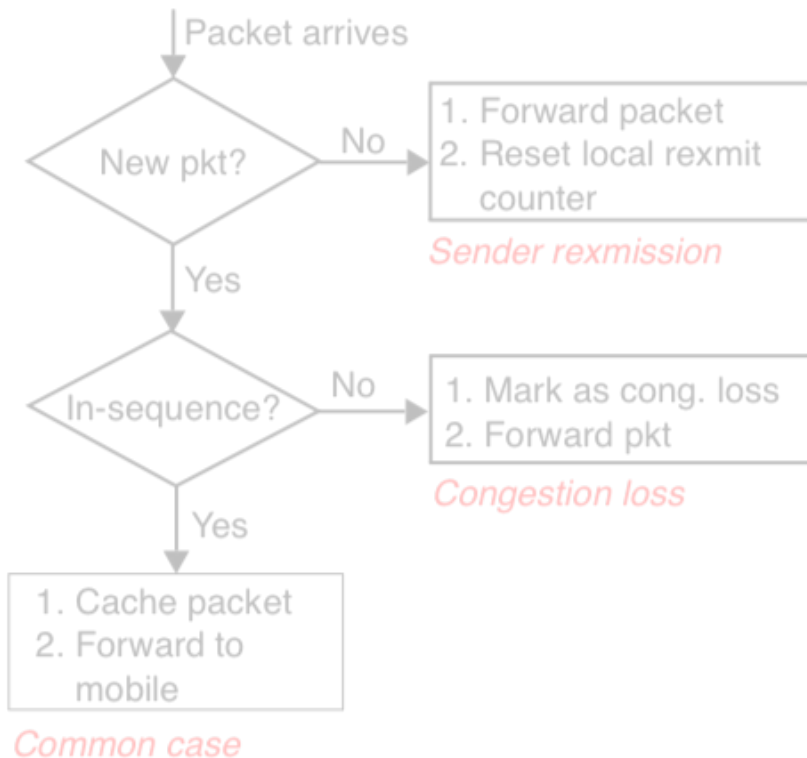 Packet arrives
New pkt?
No
1. Forward packet
2. Reset local rexmit
counter
Sender rexmission
Yes
In-sequence?
No
1. Mark as cong. loss
2. Forward pkt
Congestion loss
Yes
1. Cache packet
2. Forward to
mobile
Common case